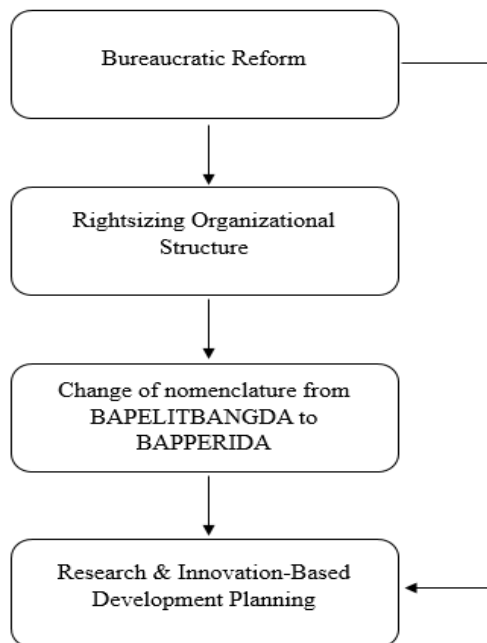 Bureaucratic Reform
Rightsizing Organizational
Structure
Change of nomenclature from
BAPELITBANGDA to
BAPPERIDA
Research & Innovation-Based
Development Planning